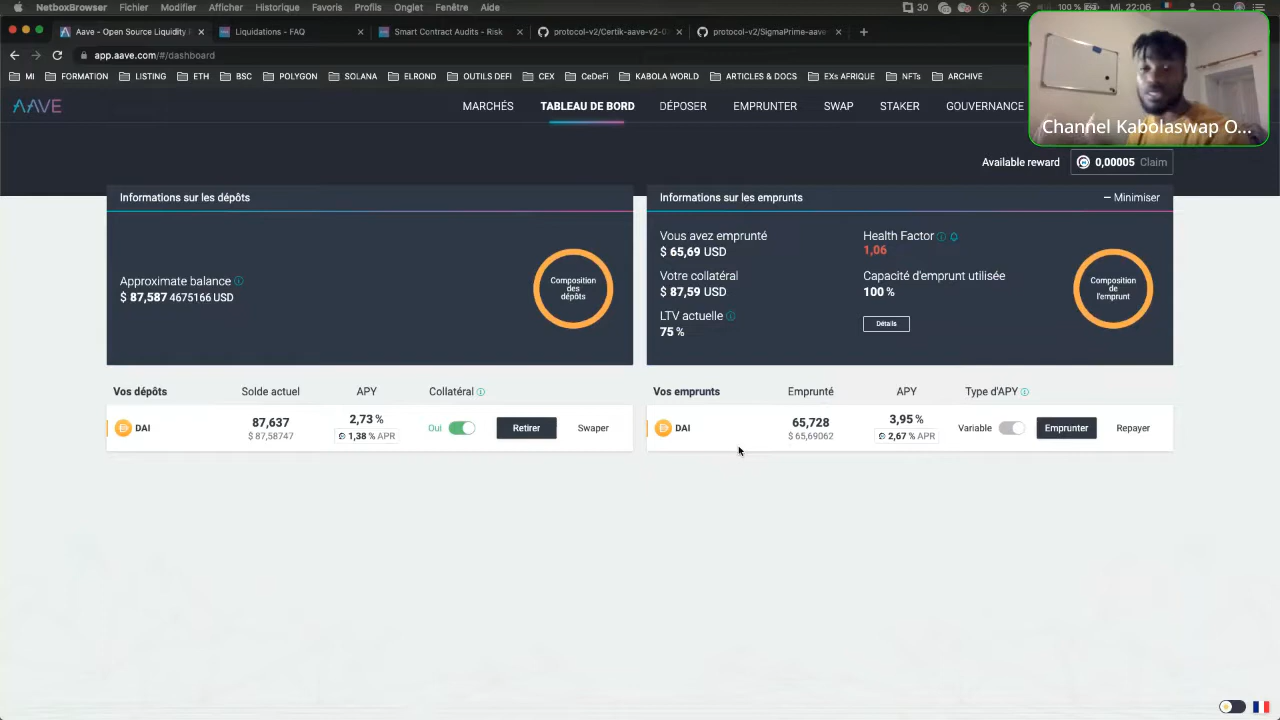 NetboxBrowser Fichier Modifier Afficher Historique Favoris Profils Onglet Fenêtre Aide 30 100 % Mi. 22:06
Aave - Open Source Liquidity Liquidations - FAQ Smart Contract Audits - Risk protocol-v2/Certik-aave-v2-0 protocol-v2/SigmaPrime-aave
app.aave.com/#/dashboard
MI FORMATION LISTING ETH BSC POLYGON SOLANA ELROND OUTILS DEFI CEX CeDeFi KABOLA WORLD ARTICLES & DOCS EXs AFRIQUE NFTs ARCHIVE
AAVE MARCHÉS TABLEAU DE BORD DÉPOSER EMPRUNTER SWAP STAKER GOUVERNANCE
Channel Kabolaswap O...
Available reward 0,00005 Claim
Informations sur les dépôts
Approximate balance
$ 87,587 4675166 USD
Composition
des
dépôts
Informations sur les emprunts – Minimiser
Vous avez emprunté
$ 65,69 USD
Votre collatéral
$ 87,59 USD
LTV actuelle
75 %
Health Factor
1,06
Capacité d'emprunt utilisée
100 %
Détails
Composition
de
l'emprunt
Vos dépôts Solde actuel APY Collatéral
DAI 87,637 2,73 % Oui Retirer Swaper
$ 87,58747 1,38 % APR
Vos emprunts Emprunté APY Type d'APY
DAI 65,728 3,95 % Variable Emprunter Repayer
$ 65,69062 2,67 % APR